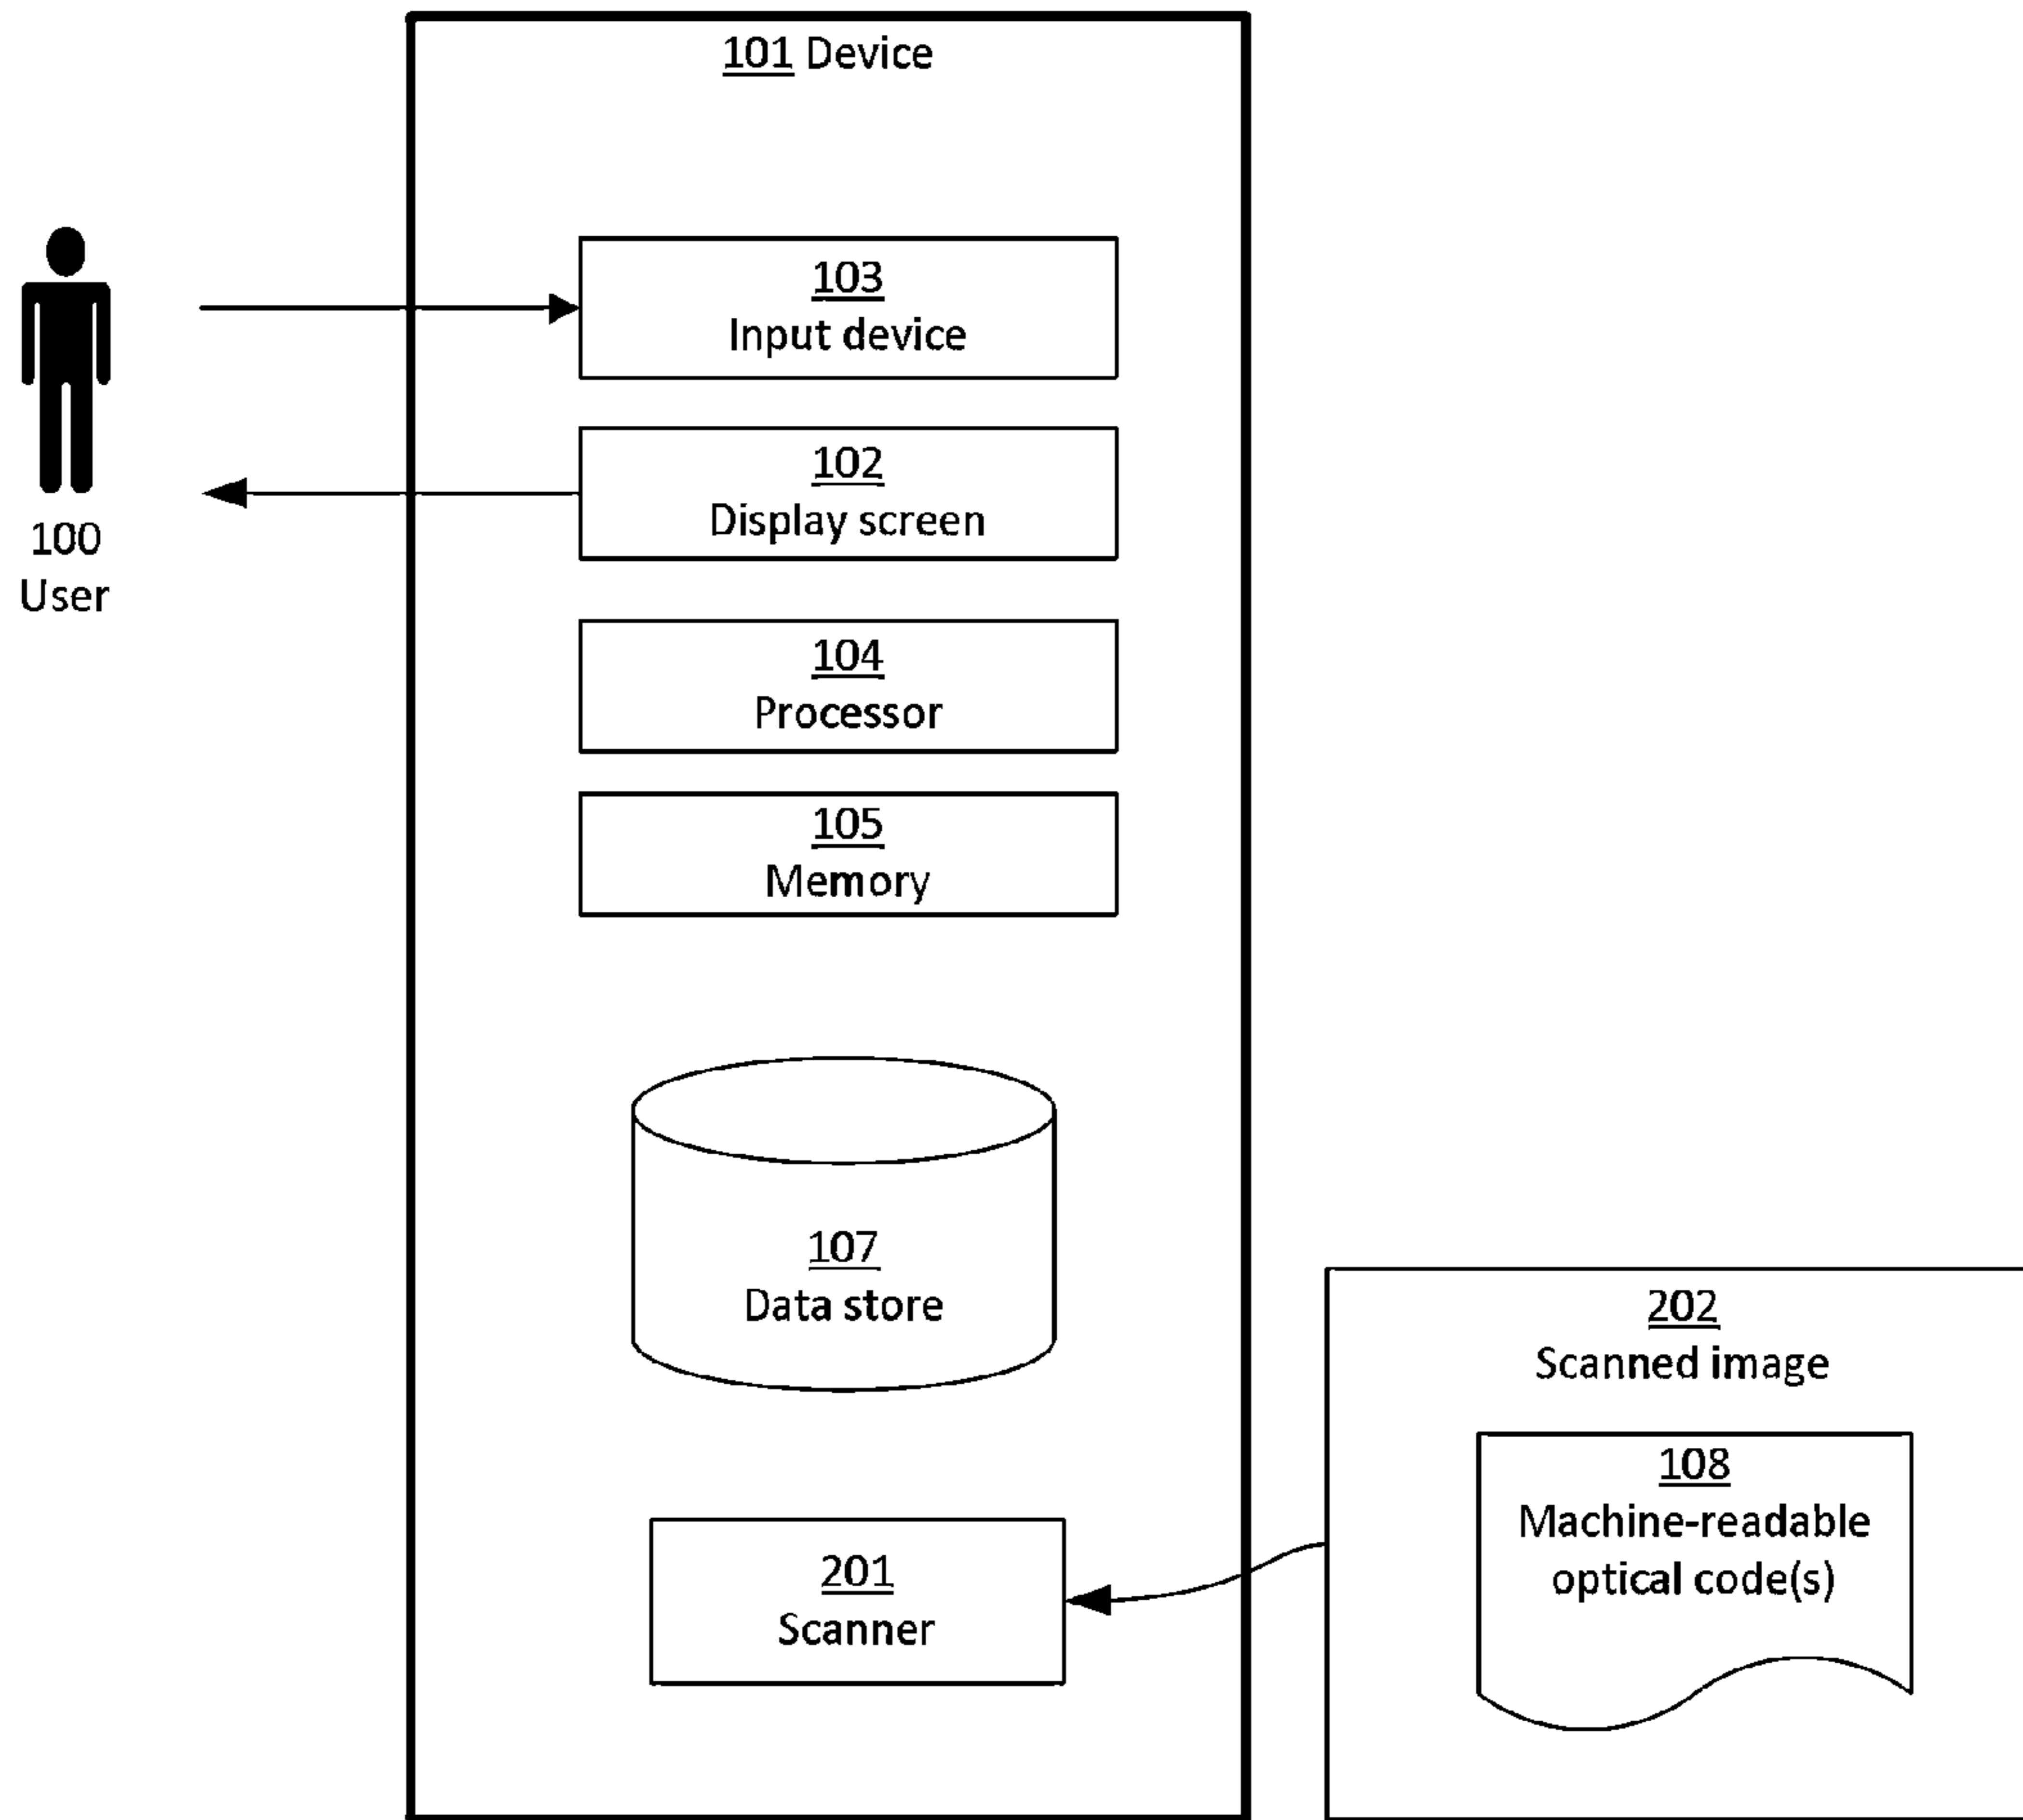 101 Device
103
Input device
102
Display screen
100
User
104
Processor
105
Memory
107
Data store
202
Scanned image
108
Machine-readable
optical code(s)
201
Scanner